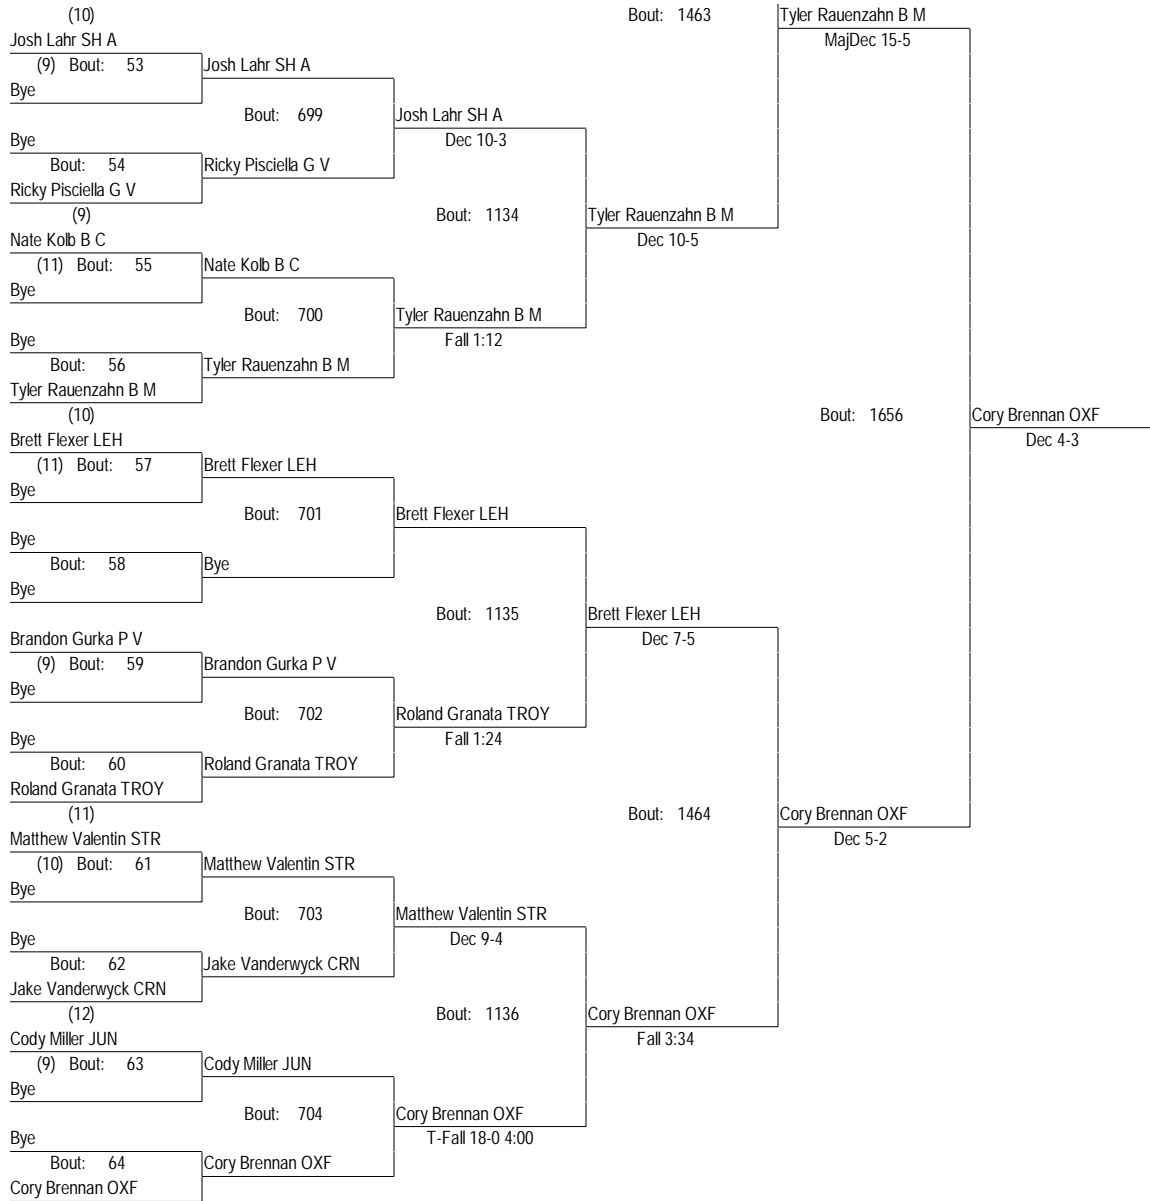 (10)
Bout: 1463
Tyler Rauenzahn B M
Josh Lahr SH A
MajDec 15-5
(9) Bout: 53
Josh Lahr SH A
Bye
Bout: 699
Josh Lahr SH A
Bye
Dec 10-3
Bout: 54
Ricky Pisciella G V
Ricky Pisciella G V
(9)
Bout: 1134
Tyler Rauenzahn B M
Nate Kolb B C
Dec 10-5
(11) Bout: 55
Nate Kolb B C
Bye
Bout: 700
Tyler Rauenzahn B M
Bye
Fall 1:12
Bout: 56
Tyler Rauenzahn B M
Tyler Rauenzahn B M
(10)
Bout: 1656
Cory Brennan OXF
Brett Flexer LEH
Dec 4-3
(11) Bout: 57
Brett Flexer LEH
Bye
Bout: 701
Brett Flexer LEH
Bye
Bout: 58
Bye
Bye
Bout: 1135
Brett Flexer LEH
Brandon Gurka P V
Dec 7-5
(9) Bout: 59
Brandon Gurka P V
Bye
Bout: 702
Roland Granata TROY
Bye
Fall 1:24
Bout: 60
Roland Granata TROY
Roland Granata TROY
(11)
Bout: 1464
Cory Brennan OXF
Matthew Valentin STR
Dec 5-2
(10) Bout: 61
Matthew Valentin STR
Bye
Bout: 703
Matthew Valentin STR
Bye
Dec 9-4
Bout: 62
Jake Vanderwyck CRN
Jake Vanderwyck CRN
(12)
Bout: 1136
Cory Brennan OXF
Cody Miller JUN
Fall 3:34
(9) Bout: 63
Cody Miller JUN
Bye
Bout: 704
Cory Brennan OXF
Bye
T-Fall 18-0 4:00
Bout: 64
Cory Brennan OXF
Cory Brennan OXF